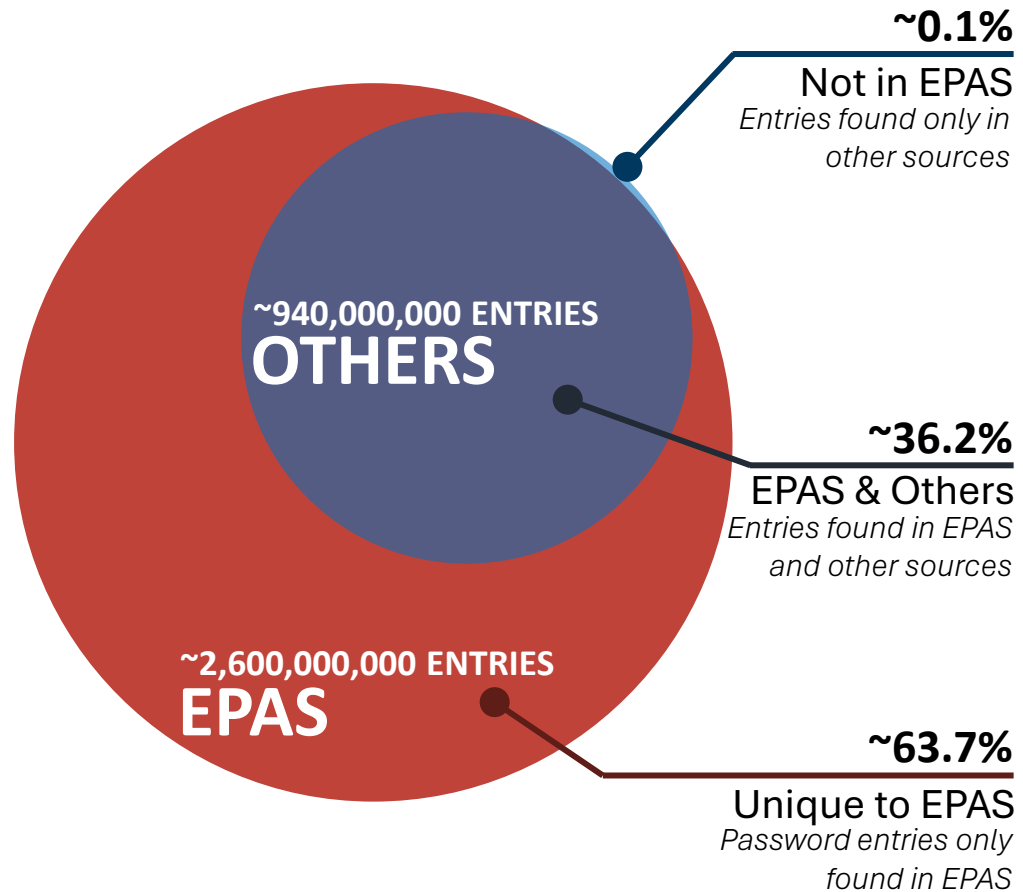 ~0.1%
Not in EPAS
Entries found only in
other sources
~940,000,000 ENTRIES
OTHERS
~36.2%
EPAS & Others
Entries found in EPAS
and other sources
~2,600,000,000 ENTRIES
EPAS
~63.7%
Unique to EPAS
Password entries only
found in EPAS